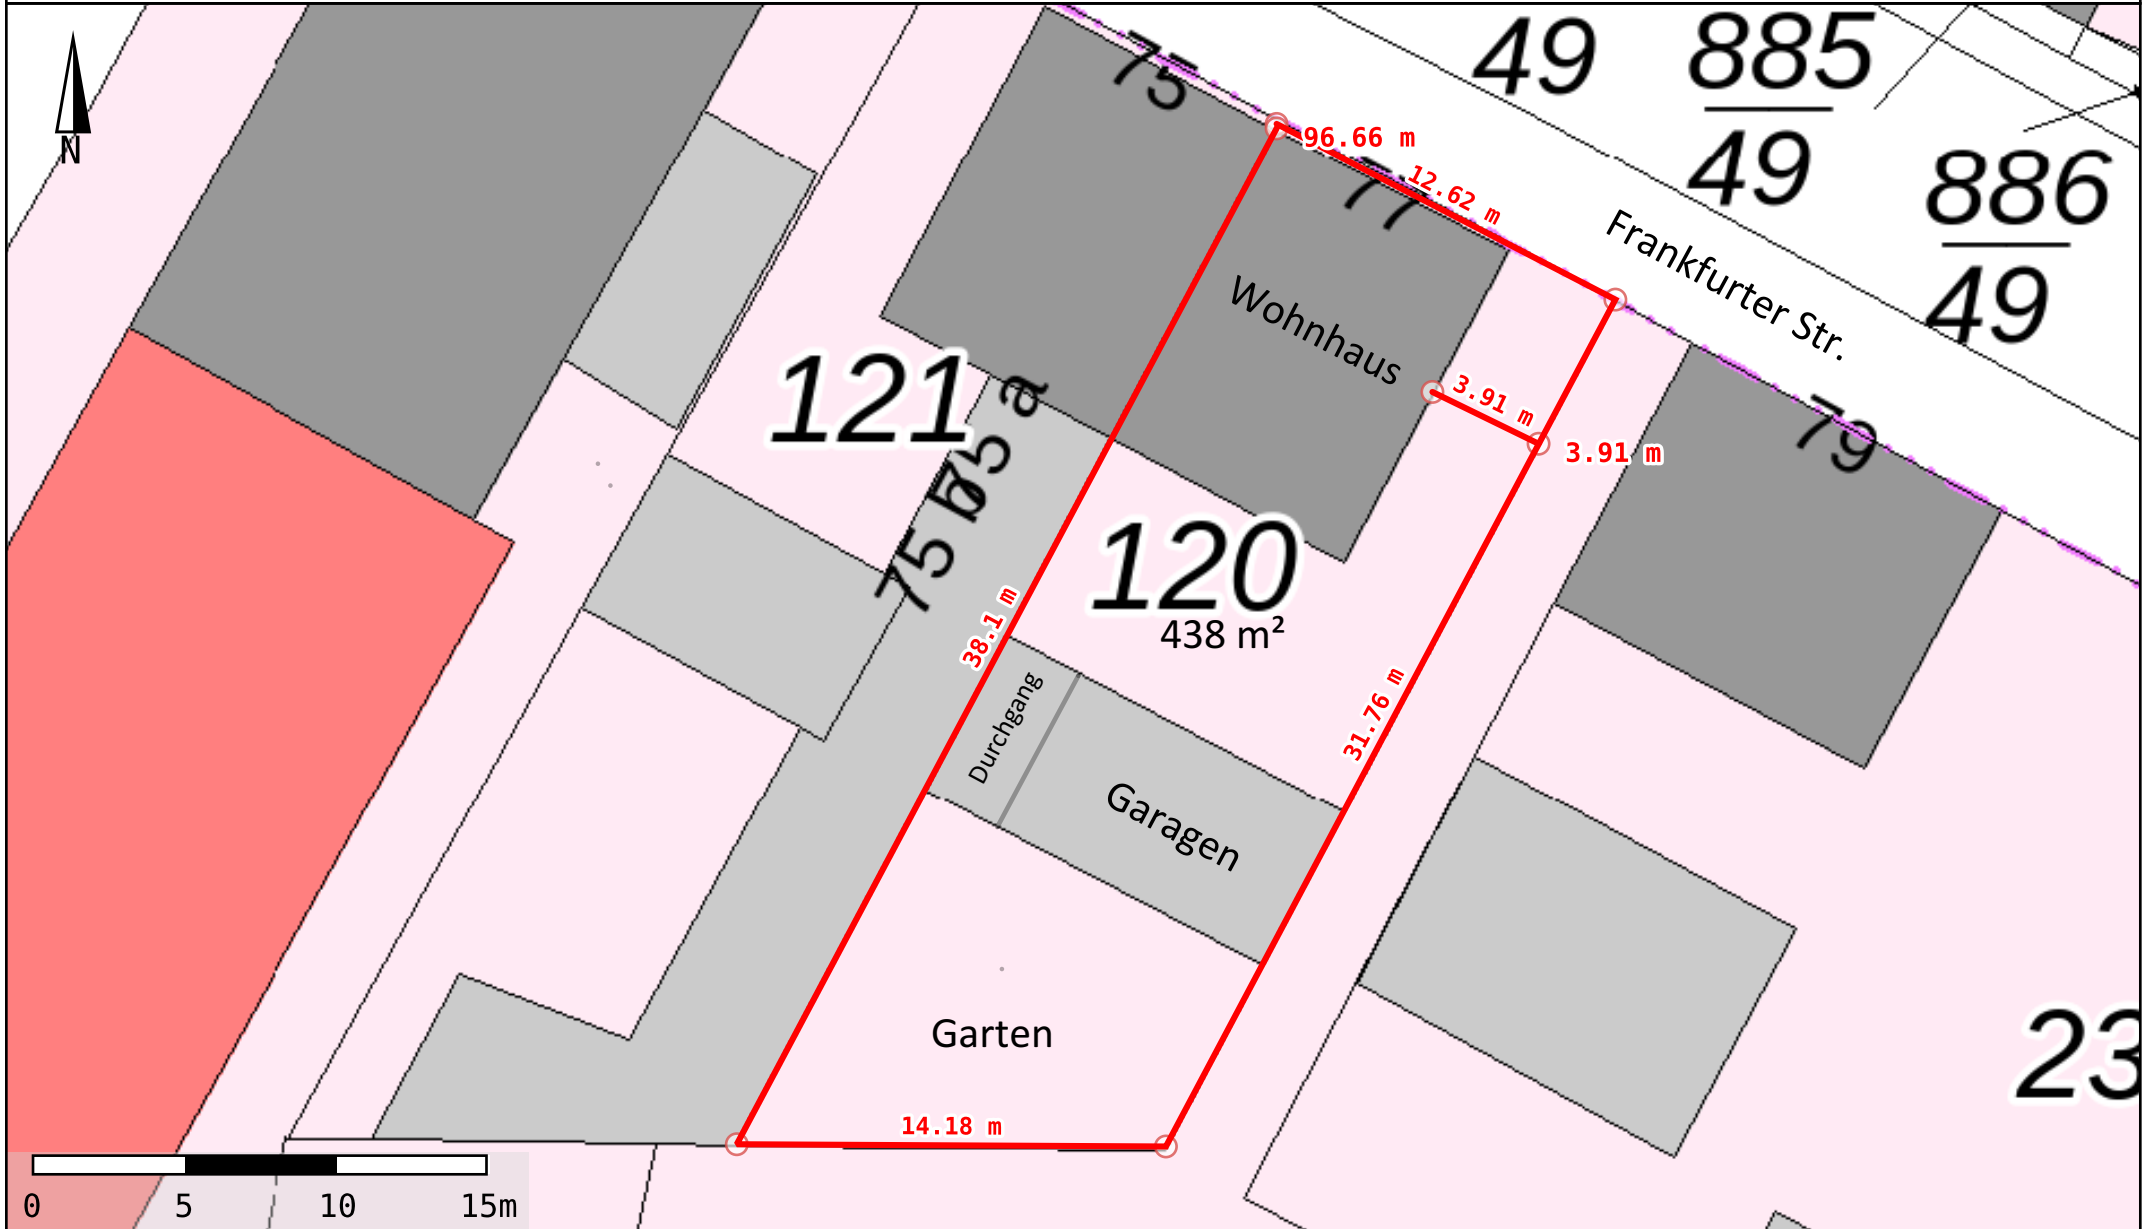 N
75
49
885
49
886
49
96.66 m
12.62 m
77
Frankfurter Str.
Wohnhaus
3.91 m
3.91 m
79
121
75 a
75 b
120
438 m²
38.1 m
31.76 m
Durchgang
Garagen
Garten
14.18 m
23
0 5 10 15m